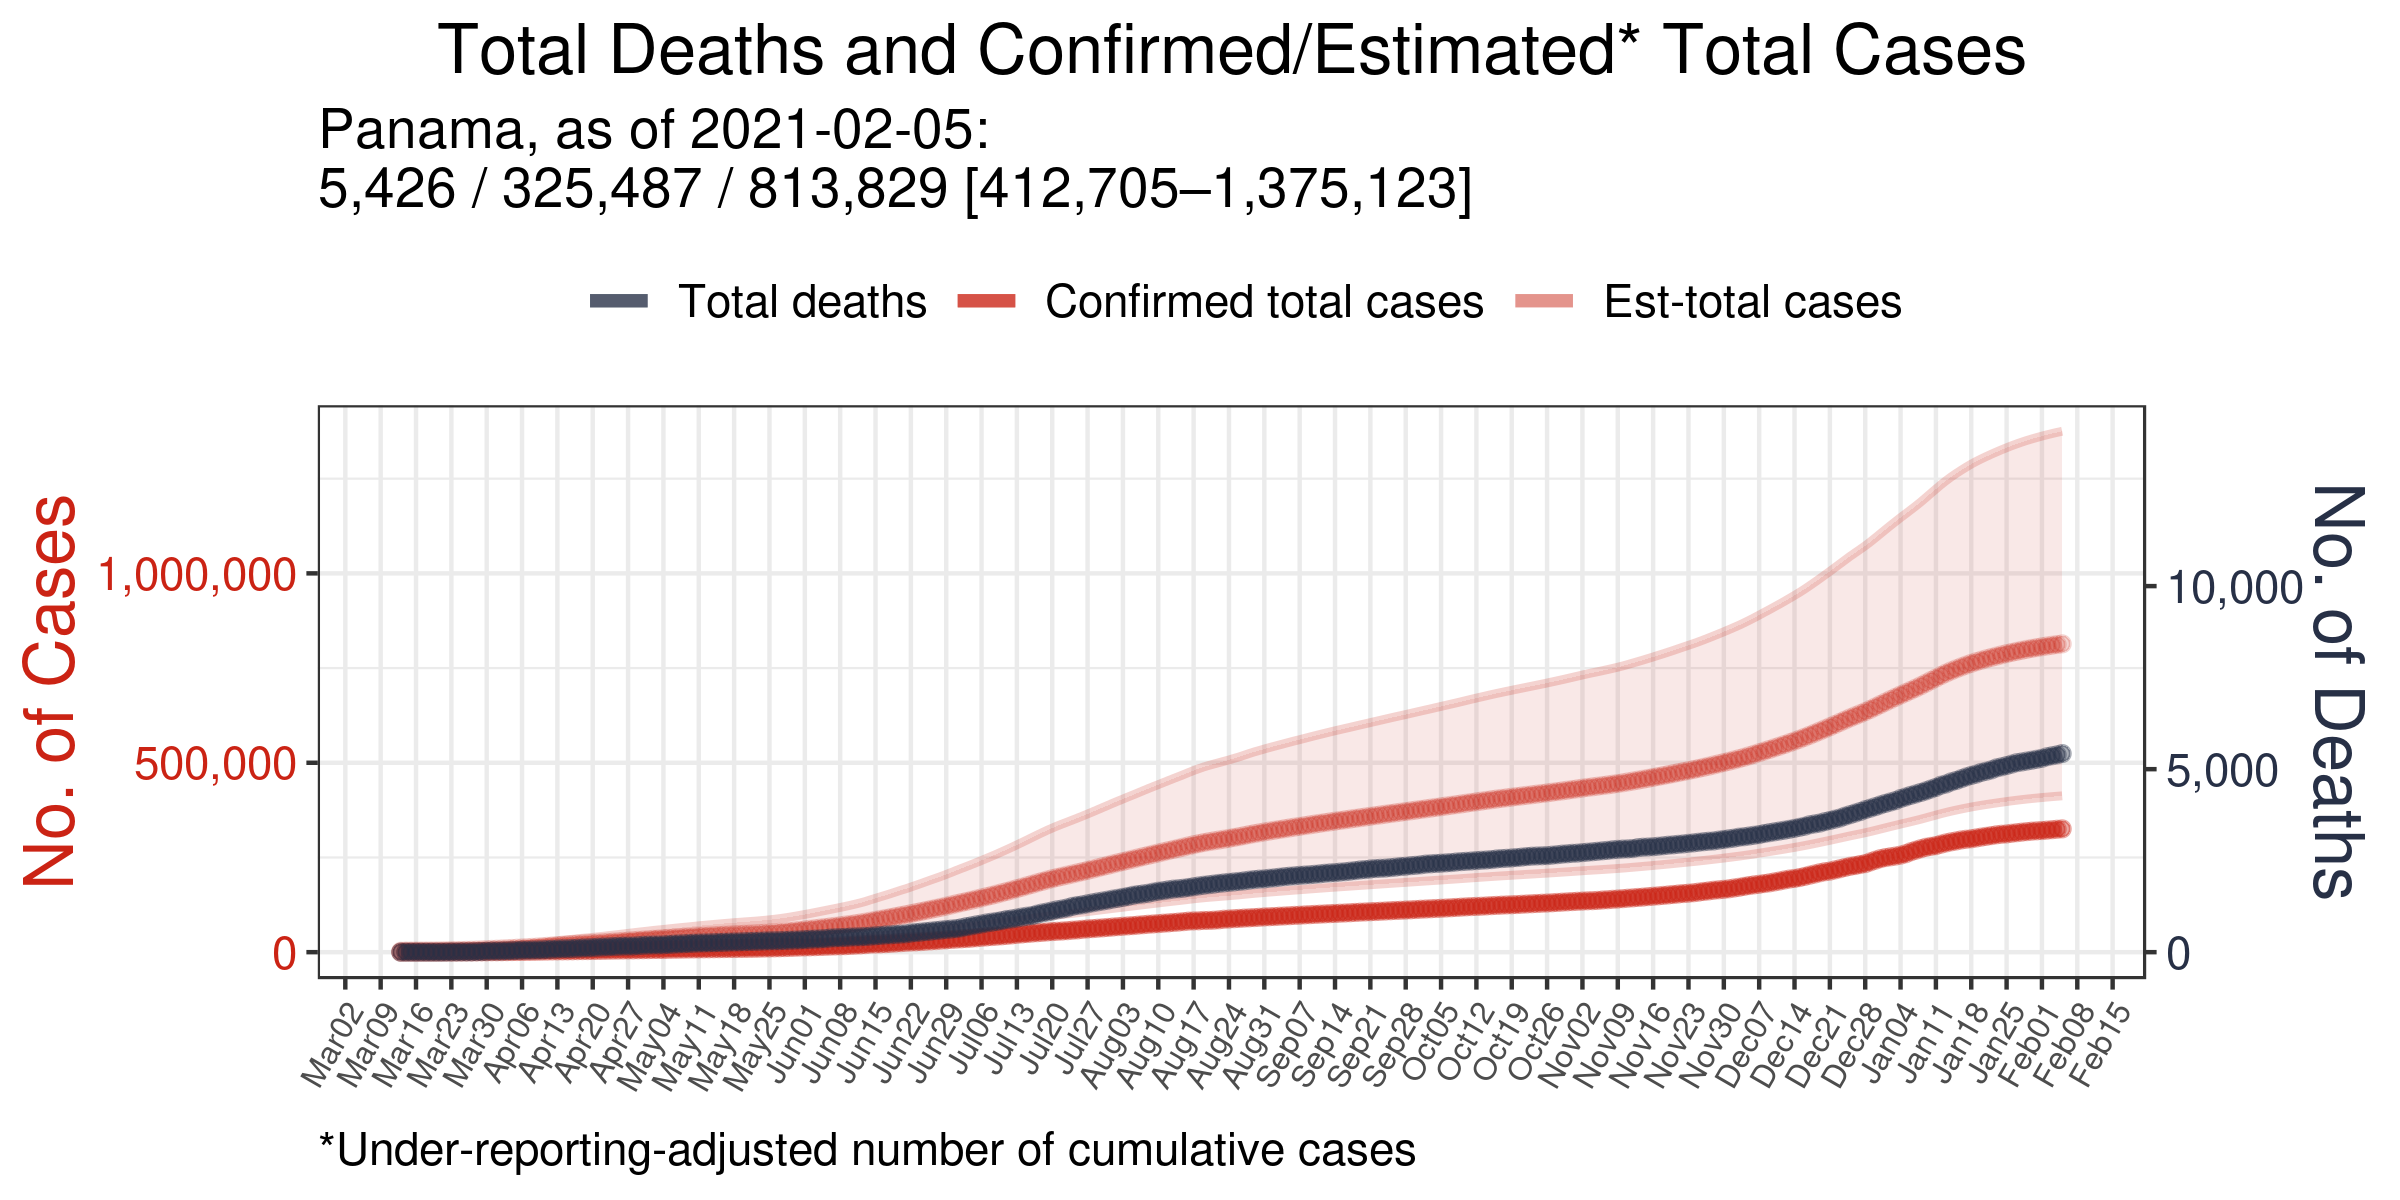 Total Deaths and Confirmed/Estimated* Total Cases
Panama, as of 2021-02-05:
5,426 / 325,487 / 813,829 [412,705–1,375,123]
Total deaths
Confirmed total cases
Est-total cases
No. of Cases
1,000,000
500,000
0
10,000
5,000
0
No. of Deaths
Mar02
Mar09
Mar16
Mar23
Mar30
Apr06
Apr13
Apr20
Apr27
May04
May11
May18
May25
Jun01
Jun08
Jun15
Jun22
Jun29
Jul06
Jul13
Jul20
Jul27
Aug03
Aug10
Aug17
Aug24
Aug31
Sep07
Sep14
Sep21
Sep28
Oct05
Oct12
Oct19
Oct26
Nov02
Nov09
Nov16
Nov23
Nov30
Dec07
Dec14
Dec21
Dec28
Jan04
Jan11
Jan18
Jan25
Feb01
Feb08
Feb15
*Under-reporting-adjusted number of cumulative cases